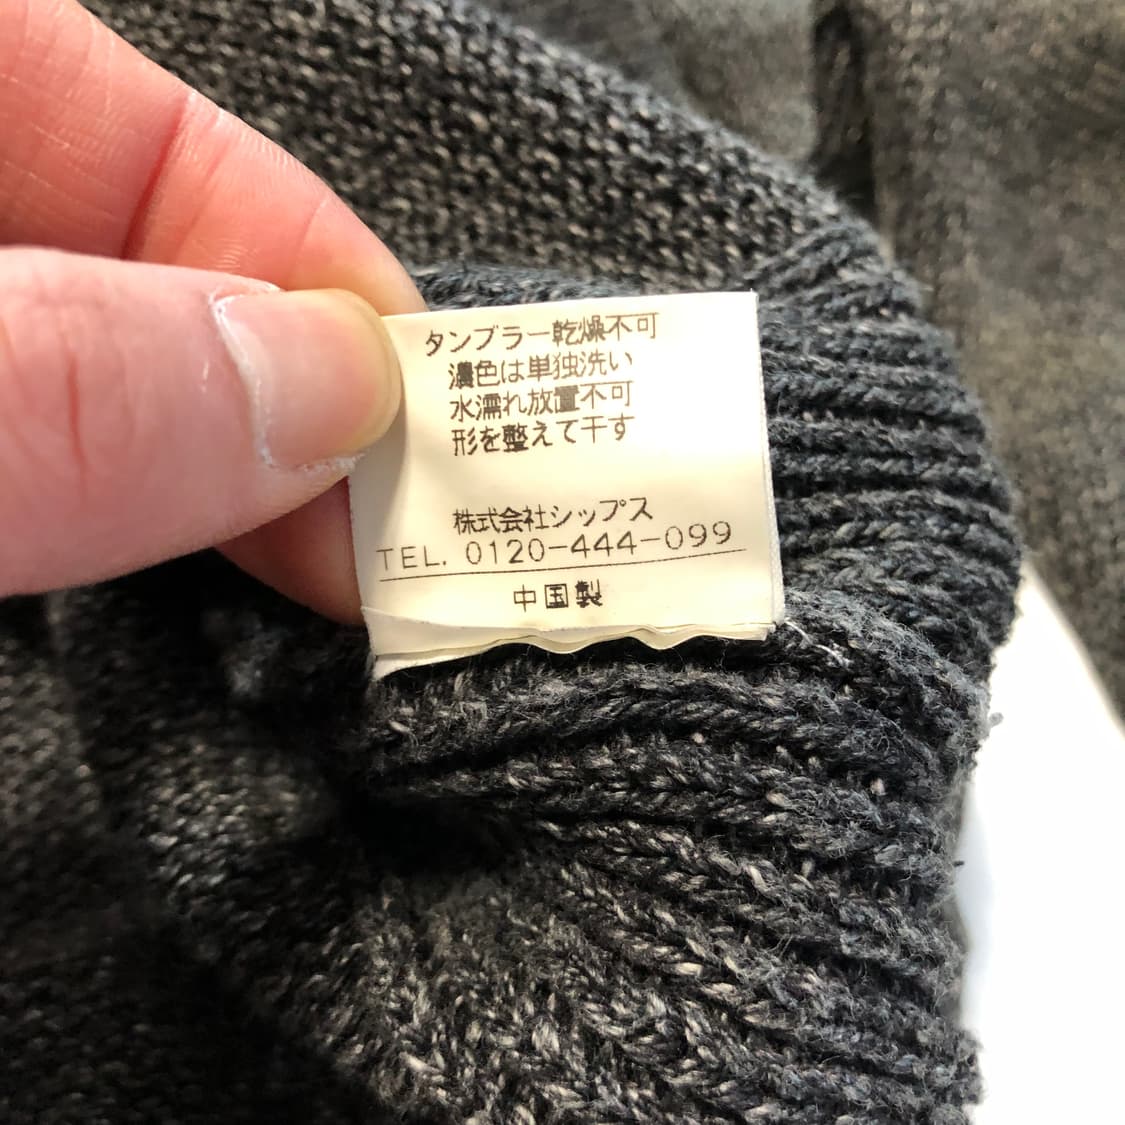 タンブラー乾燥不可
濃色は単独洗い
水濡れ放置不可
形を整えて干す
株式会社シップス
TEL. 0120-444-099
中国製